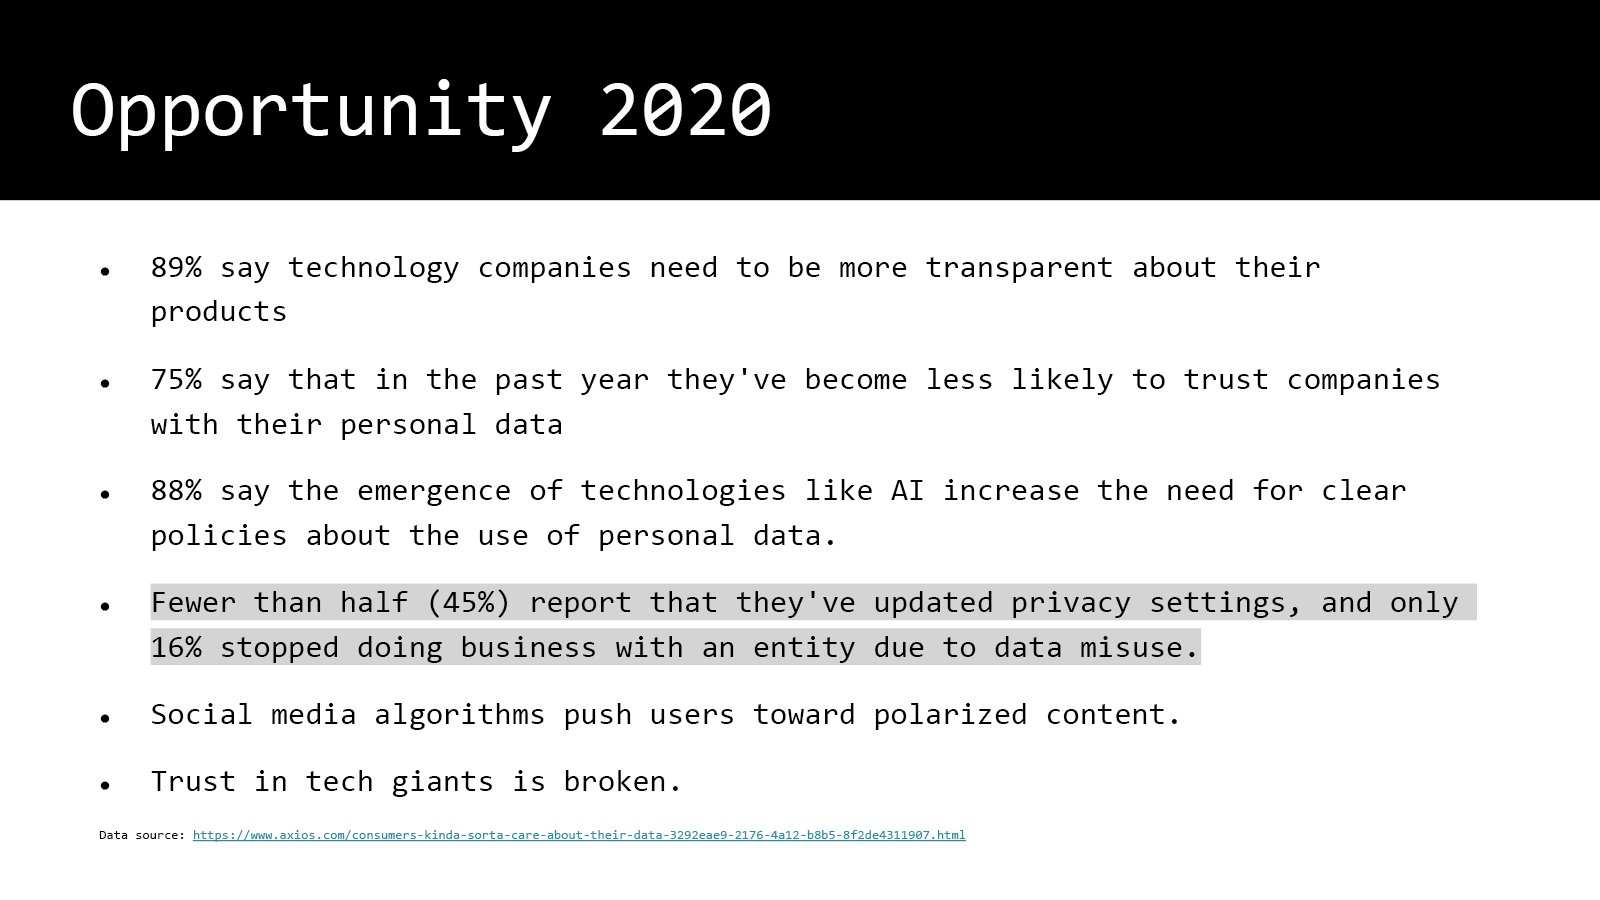 Opportunity 2020
• 89% say technology companies need to be more transparent about their
products
• 75% say that in the past year they've become less likely to trust companies
with their personal data
• 88% say the emergence of technologies like AI increase the need for clear
policies about the use of personal data.
• Fewer than half (45%) report that they've updated privacy settings, and only
16% stopped doing business with an entity due to data misuse.
• Social media algorithms push users toward polarized content.
• Trust in tech giants is broken.
Data source: https://www.axios.com/consumers-kinda-sorta-care-about-their-data-3292eae9-2176-4a12-b8b5-8f2de4311907.html